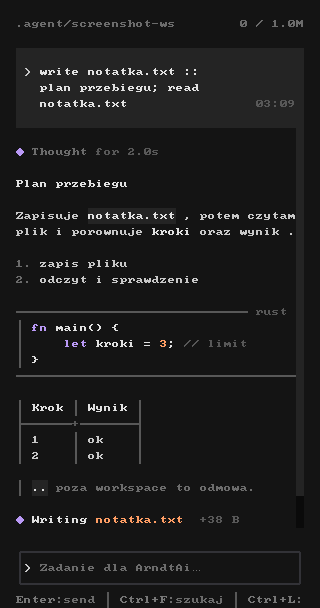 .agent/screenshot-ws 0 / 1.0M
> write notatka.txt ::
plan przebiegu; read
notatka.txt 03:09
◆ Thought for 2.0s
Plan przebiegu
Zapisuje notatka.txt , potem czytam
plik i porownuje kroki oraz wynik .
1. zapis pliku
2. odczyt i sprawdzenie
rust
fn main() {
let kroki = 3; // limit
}
Krok | Wynik
1 | ok
2 | ok
.. poza workspace to odmowa.
◆ Writing notatka.txt +38 B
> Zadanie dla ArndtAi…
Enter:send | Ctrl+F:szukaj | Ctrl+L: